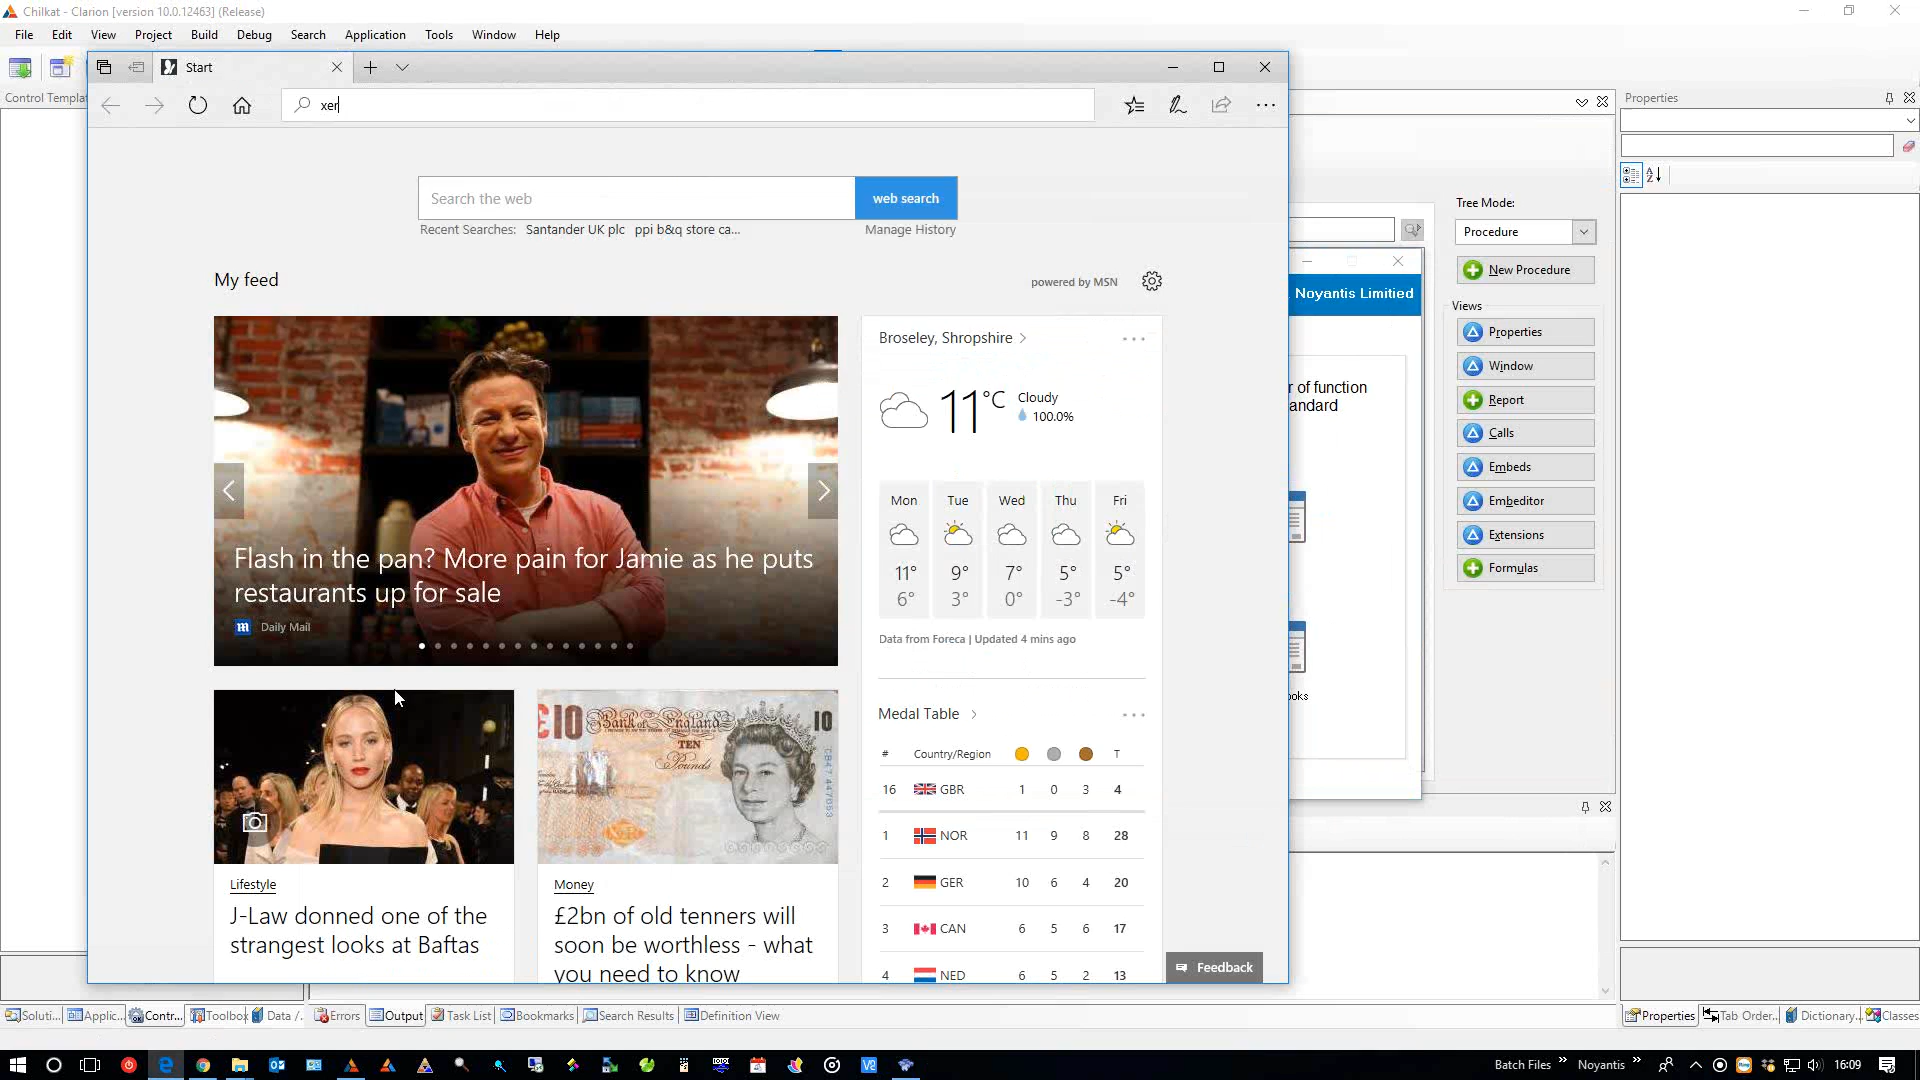 Chilkat - Clarion [version 10.0.12463] (Release)
File Edit View Project Build Debug Search Application Tools Window Help
Start
xer
Control Templat
Search the web
web search
Recent Searches: Santander UK plc ppi b&q store ca...
Manage History
My feed
powered by MSN
Flash in the pan? More pain for Jamie as he puts
restaurants up for sale
Daily Mail
Broseley, Shropshire
11°C
Cloudy
100.0%
Mon Tue Wed Thu Fri
11° 9° 7° 5° 5°
6° 3° 0° -3° -4°
Data from Foreca | Updated 4 mins ago
Medal Table
# Country/Region T
16 GBR 1 0 3 4
1 NOR 11 9 8 28
2 GER 10 6 4 20
3 CAN 6 5 6 17
4 NED 6 5 2 13
Lifestyle
J-Law donned one of the
strangest looks at Baftas
£10
Bank of England
TEN
Pounds
10
Money
£2bn of old tenners will
soon be worthless - what
you need to know
Feedback
Noyantis Limitied
r of function
andard
ooks
Tree Mode:
Procedure
New Procedure
Views
Properties
Window
Report
Calls
Embeds
Embeditor
Extensions
Formulas
Properties
Soluti... Applic... Contr... Toolbox Data /. Errors Output Task List Bookmarks Search Results Definition View
Properties Tab Order.. Dictionary.. Classes
Batch Files Noyantis 16:09